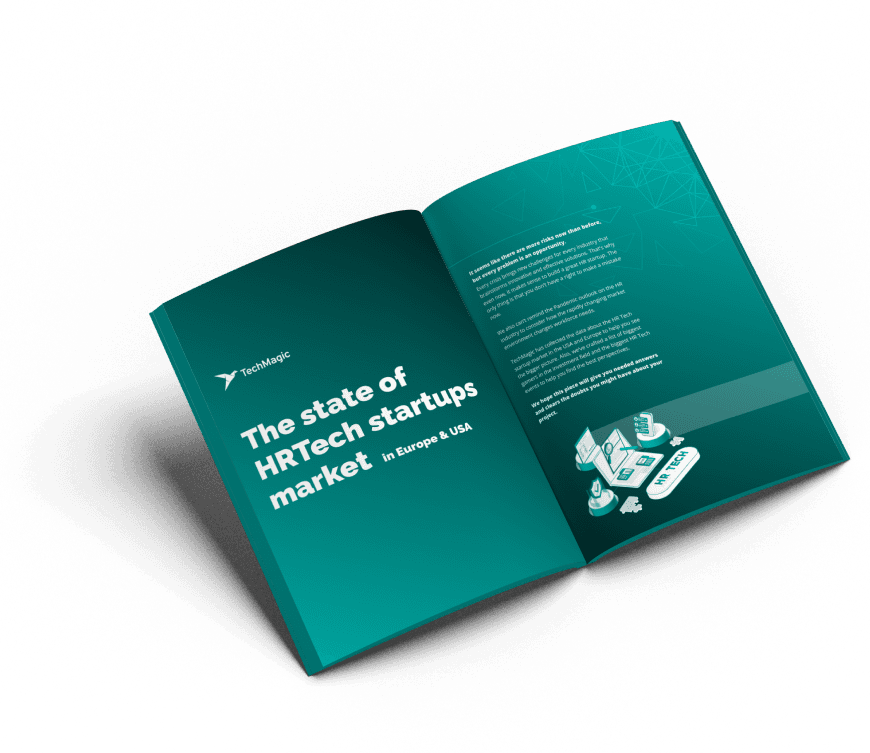 TechMagic
The state of
HRTech startups
market in Europe & USA
It seems like there are more risks now than before,
but every problem is an opportunity.
Every crisis brings new challenges for every industry that
brainstorms innovative and effective solutions. That's why
even now, it makes sense to build a great HR startup. The
only thing is that you don't have a right to make a mistake
now.
We also can't remind the Pandemic outlook on the HR
industry to consider how the rapidly changing market
environment changes workforce needs.
TechMagic has collected the data about the HR Tech
startup market in the USA and Europe to help you see
the bigger picture. Also, we've crafted a list of biggest
gamers in the investment field and the biggest HR Tech
events to help you find the best perspectives.
We hope this piece will give you needed answers
and clears the doubts you might have about your
project.
HR TECH